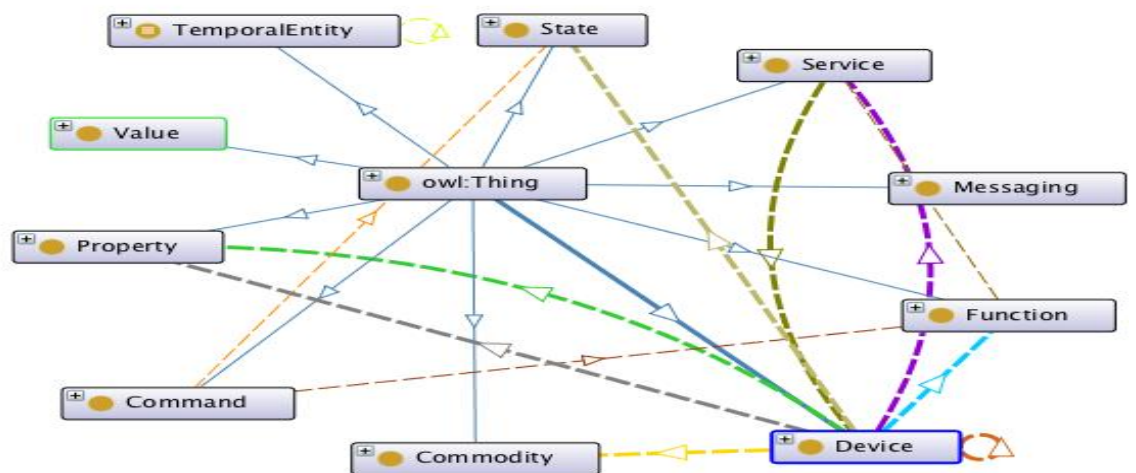 TemporalEntity
State
Service
Value
owl:Thing
Messaging
Property
Function
Command
Device
Commodity